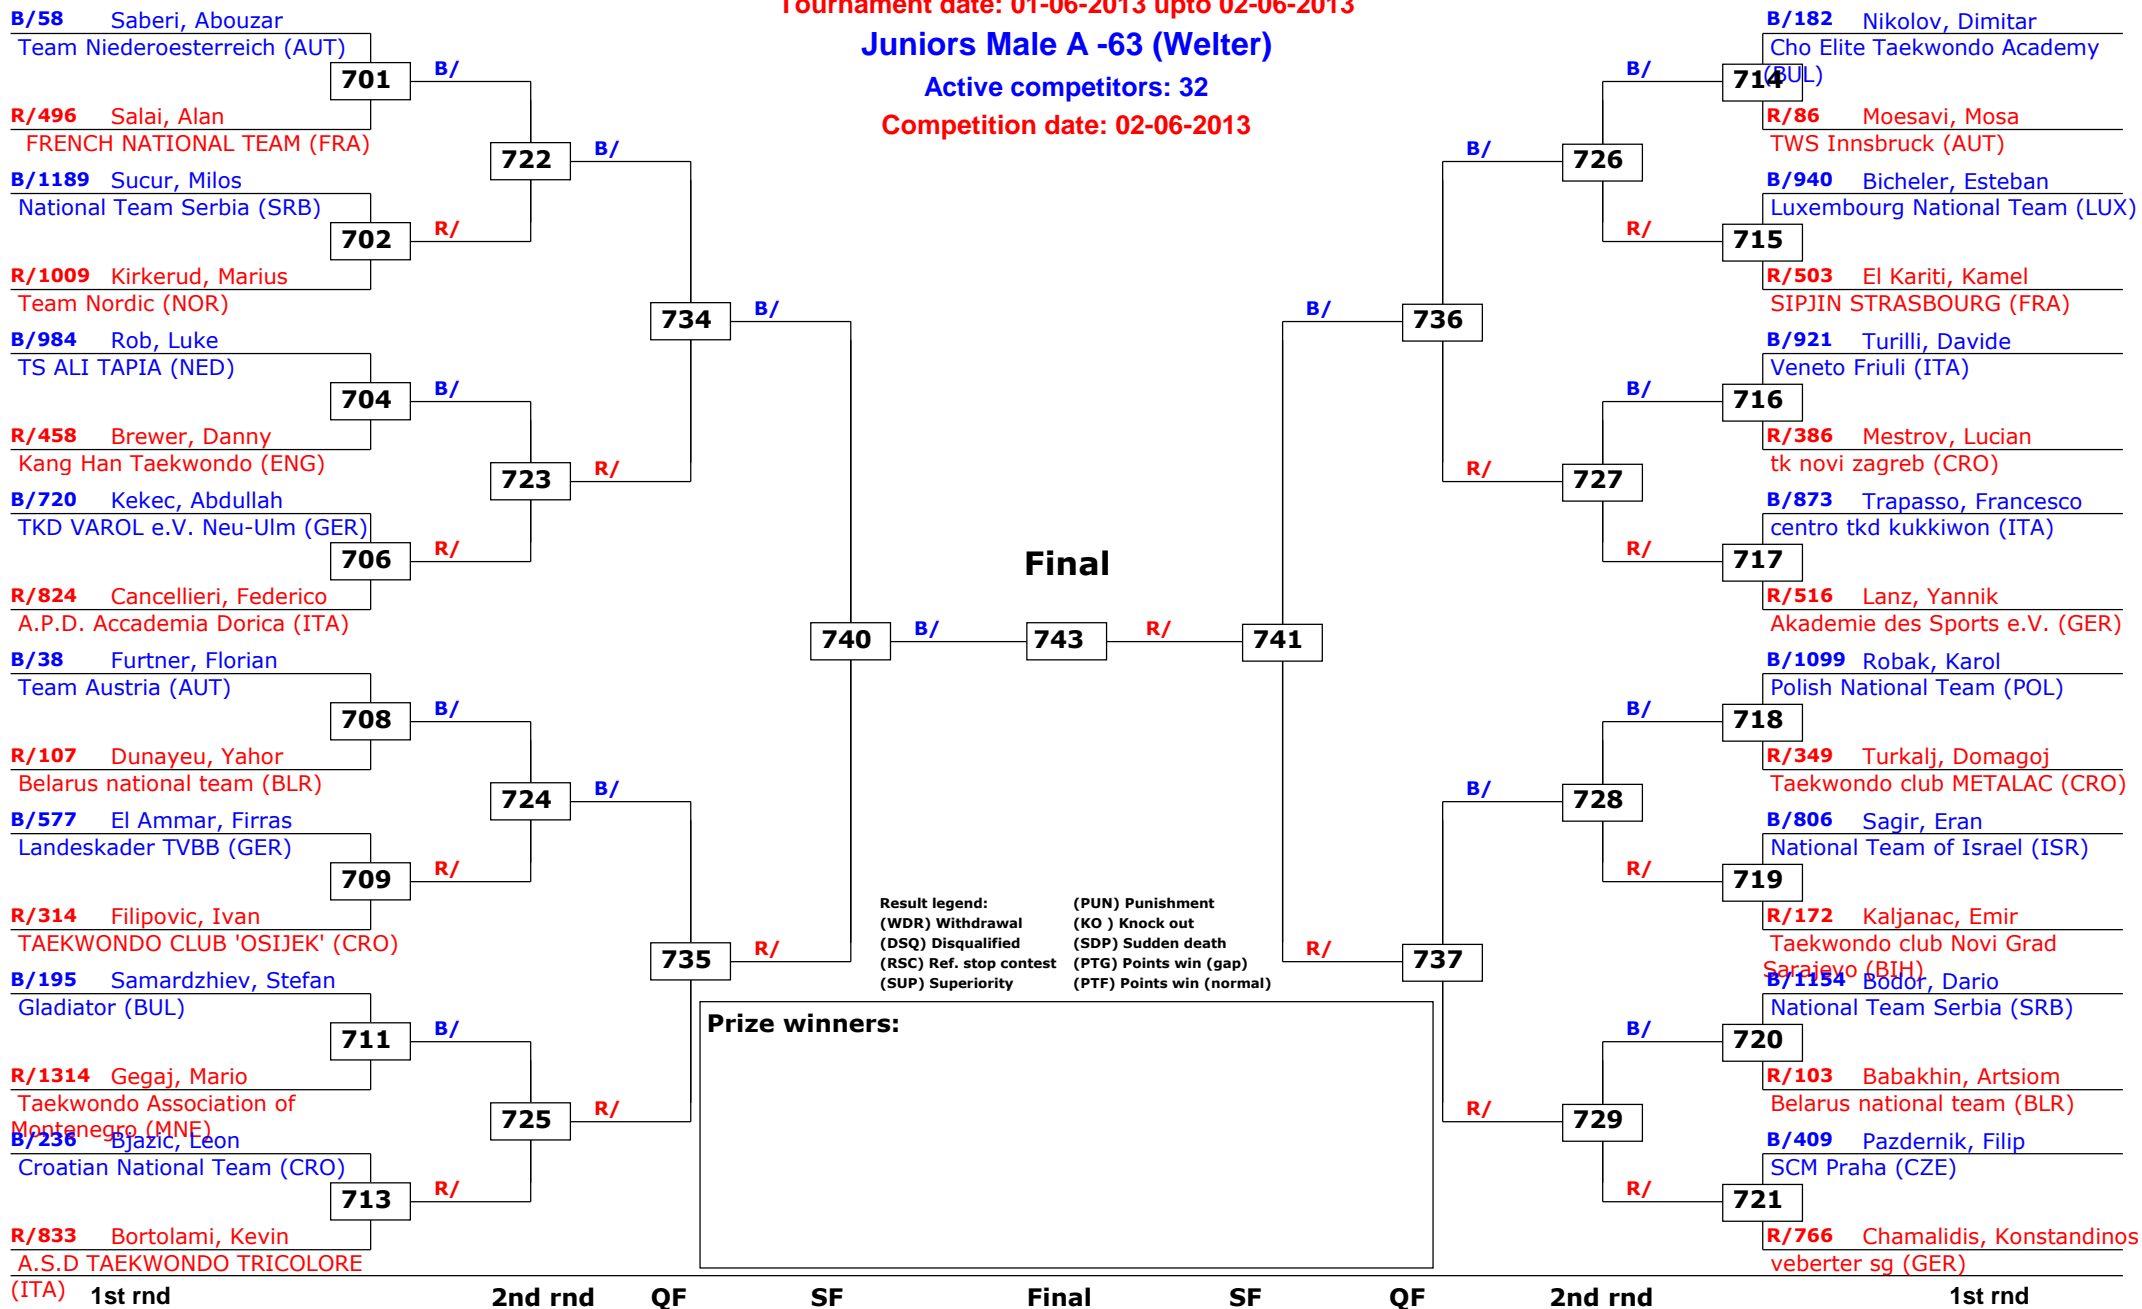 Tournament date: 01-06-2013 upto 02-06-2013
Juniors Male A -63 (Welter)
Active competitors: 32
Competition date: 02-06-2013
B/58 Saberi, Abouzar
Team Niederoesterreich (AUT)
701
B/
R/496 Salai, Alan
FRENCH NATIONAL TEAM (FRA)
722
B/
B/1189 Sucur, Milos
National Team Serbia (SRB)
702
R/
R/1009 Kirkerud, Marius
Team Nordic (NOR)
734
B/
B/984 Rob, Luke
TS ALI TAPIA (NED)
704
B/
R/458 Brewer, Danny
Kang Han Taekwondo (ENG)
723
R/
B/720 Kekec, Abdullah
TKD VAROL e.V. Neu-Ulm (GER)
706
R/
R/824 Cancellieri, Federico
A.P.D. Accademia Dorica (ITA)
740
B/
B/38 Furtner, Florian
Team Austria (AUT)
708
B/
R/107 Dunayeu, Yahor
Belarus national team (BLR)
724
B/
B/577 El Ammar, Firras
Landeskader TVBB (GER)
709
R/
R/314 Filipovic, Ivan
TAEKWONDO CLUB 'OSIJEK' (CRO)
735
R/
B/195 Samardzhiev, Stefan
Gladiator (BUL)
711
B/
R/1314 Gegaj, Mario
Taekwondo Association of
Montenegro (MNE)
725
R/
B/236 Bjazic, Leon
Croatian National Team (CRO)
713
R/
R/833 Bortolami, Kevin
A.S.D TAEKWONDO TRICOLORE
(ITA)
Final
743
R/
741
B/182 Nikolov, Dimitar
Cho Elite Taekwondo Academy
(BUL)
714
B/
R/86 Moesavi, Mosa
TWS Innsbruck (AUT)
726
B/
B/940 Bicheler, Esteban
Luxembourg National Team (LUX)
715
R/
R/503 El Kariti, Kamel
SIPJIN STRASBOURG (FRA)
736
B/
B/921 Turilli, Davide
Veneto Friuli (ITA)
716
B/
R/386 Mestrov, Lucian
tk novi zagreb (CRO)
727
R/
B/873 Trapasso, Francesco
centro tkd kukkiwon (ITA)
717
R/
R/516 Lanz, Yannik
Akademie des Sports e.V. (GER)
B/1099 Robak, Karol
Polish National Team (POL)
718
B/
R/349 Turkalj, Domagoj
Taekwondo club METALAC (CRO)
728
B/
B/806 Sagir, Eran
National Team of Israel (ISR)
719
R/
R/172 Kaljanac, Emir
Taekwondo club Novi Grad
Sarajevo (BIH)
737
R/
B/1154 Bodor, Dario
National Team Serbia (SRB)
720
B/
R/103 Babakhin, Artsiom
Belarus national team (BLR)
729
R/
B/409 Pazdernik, Filip
SCM Praha (CZE)
721
R/
R/766 Chamalidis, Konstandinos
veberter sg (GER)
Result legend: (PUN) Punishment
(WDR) Withdrawal (KO ) Knock out
(DSQ) Disqualified (SDP) Sudden death
(RSC) Ref. stop contest (PTG) Points win (gap)
(SUP) Superiority (PTF) Points win (normal)
Prize winners:
1st rnd 2nd rnd QF SF Final SF QF 2nd rnd 1st rnd